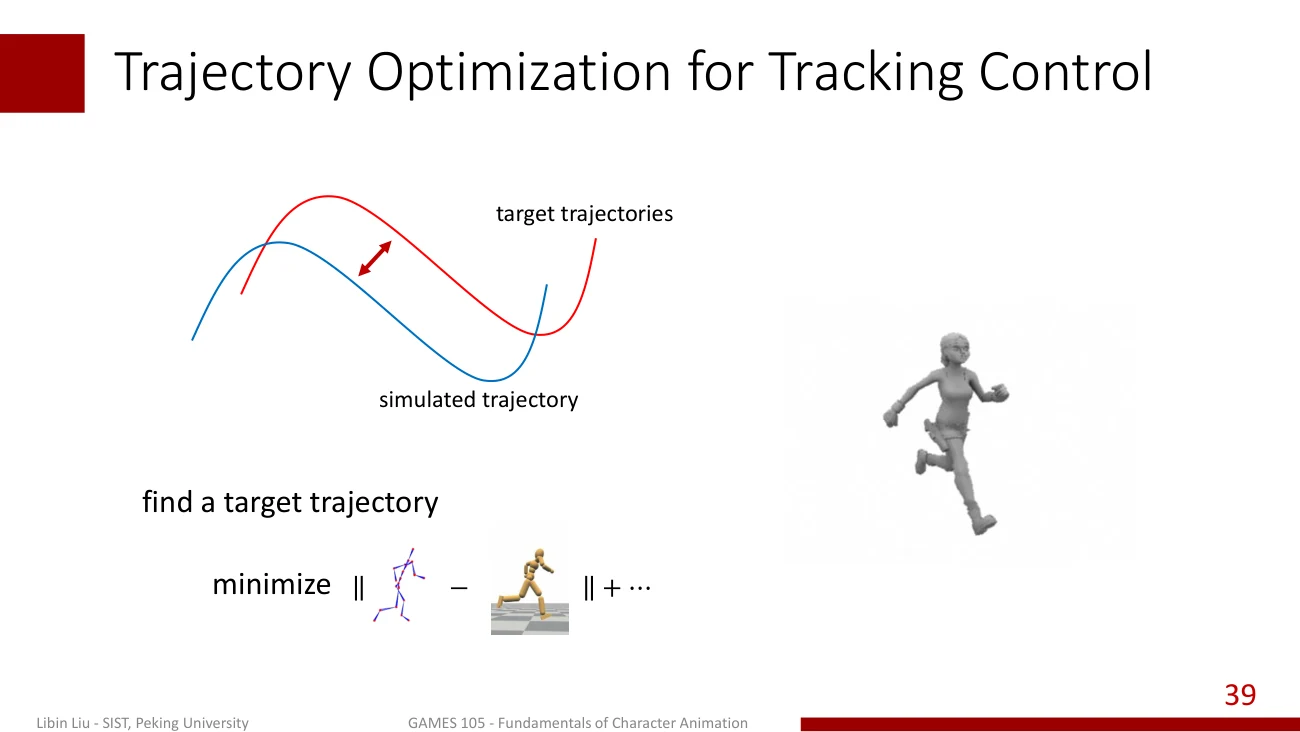 Trajectory Optimization for Tracking Control
target trajectories
simulated trajectory
find a target trajectory
minimize ‖ − ‖ + ⋯
39
Libin Liu - SIST, Peking University
GAMES 105 - Fundamentals of Character Animation